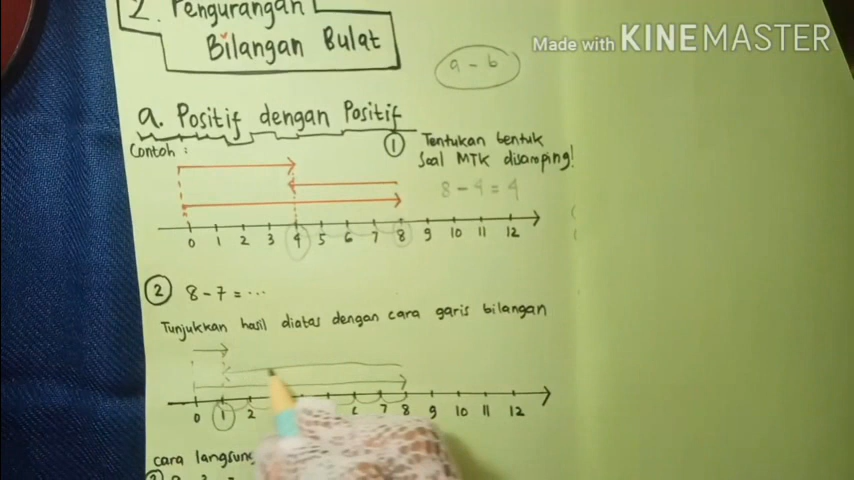 2. Pengurangan
Bilangan Bulat
a - b
Made with KINEMASTER
a. Positif dengan Positif
Contoh :
1 Tentukan bentuk
Soal MTK disamping!
8 - 4 = 4
0 1 2 3 4 5 6 7 8 9 10 11 12
2 8 - 7 = ...
Tunjukkan hasil diatas dengan cara garis bilangan
0 1 2 6 7 8 9 10 11 12
cara langsung